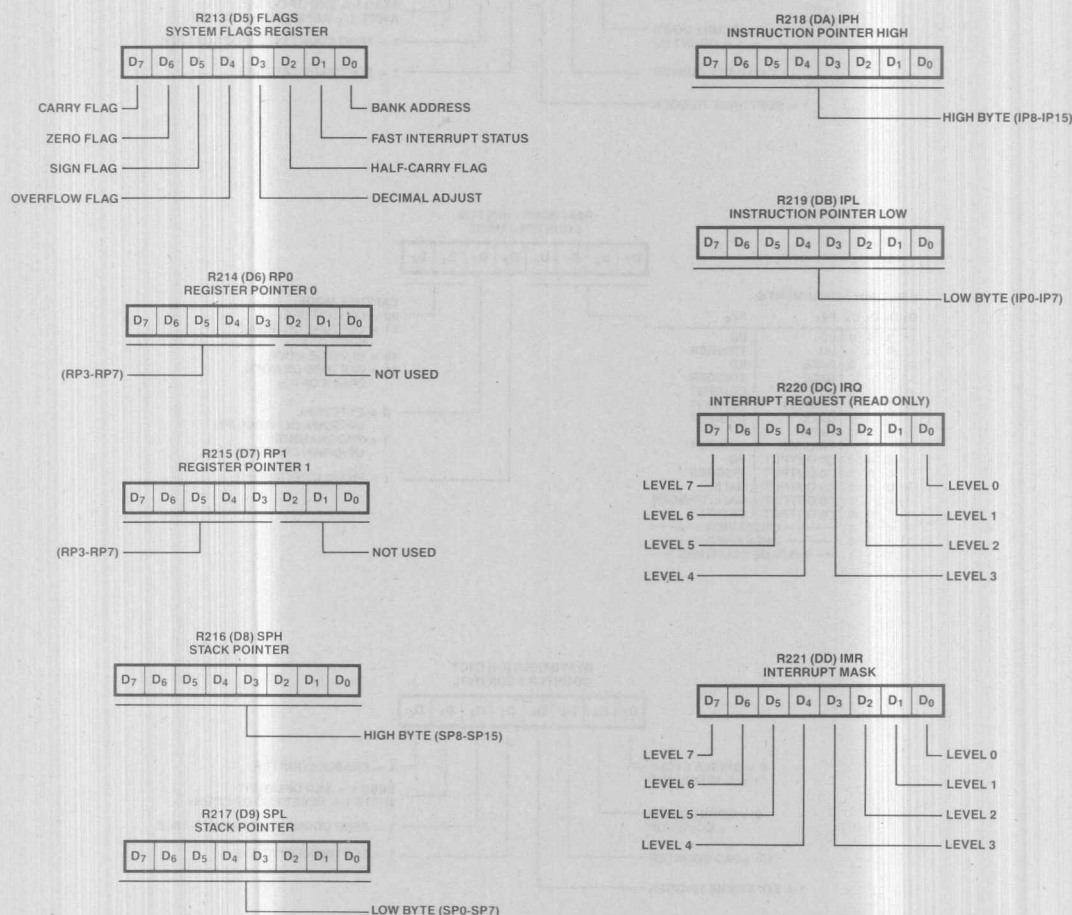 R213 (D5) FLAGS
SYSTEM FLAGS REGISTER
D7 D6 D5 D4 D3 D2 D1 D0
CARRY FLAG
ZERO FLAG
SIGN FLAG
OVERFLOW FLAG
BANK ADDRESS
FAST INTERRUPT STATUS
HALF-CARRY FLAG
DECIMAL ADJUST
R214 (D6) RP0
REGISTER POINTER 0
D7 D6 D5 D4 D3 D2 D1 D0
(RP3-RP7)
NOT USED
R215 (D7) RP1
REGISTER POINTER 1
D7 D6 D5 D4 D3 D2 D1 D0
(RP3-RP7)
NOT USED
R216 (D8) SPH
STACK POINTER
D7 D6 D5 D4 D3 D2 D1 D0
HIGH BYTE (SP8-SP15)
R217 (D9) SPL
STACK POINTER
D7 D6 D5 D4 D3 D2 D1 D0
LOW BYTE (SP0-SP7)
R218 (DA) IPH
INSTRUCTION POINTER HIGH
D7 D6 D5 D4 D3 D2 D1 D0
HIGH BYTE (IP8-IP15)
R219 (DB) IPL
INSTRUCTION POINTER LOW
D7 D6 D5 D4 D3 D2 D1 D0
LOW BYTE (IP0-IP7)
R220 (DC) IRQ
INTERRUPT REQUEST (READ ONLY)
D7 D6 D5 D4 D3 D2 D1 D0
LEVEL 7
LEVEL 6
LEVEL 5
LEVEL 4
LEVEL 0
LEVEL 1
LEVEL 2
LEVEL 3
R221 (DD) IMR
INTERRUPT MASK
D7 D6 D5 D4 D3 D2 D1 D0
LEVEL 7
LEVEL 6
LEVEL 5
LEVEL 4
LEVEL 0
LEVEL 1
LEVEL 2
LEVEL 3